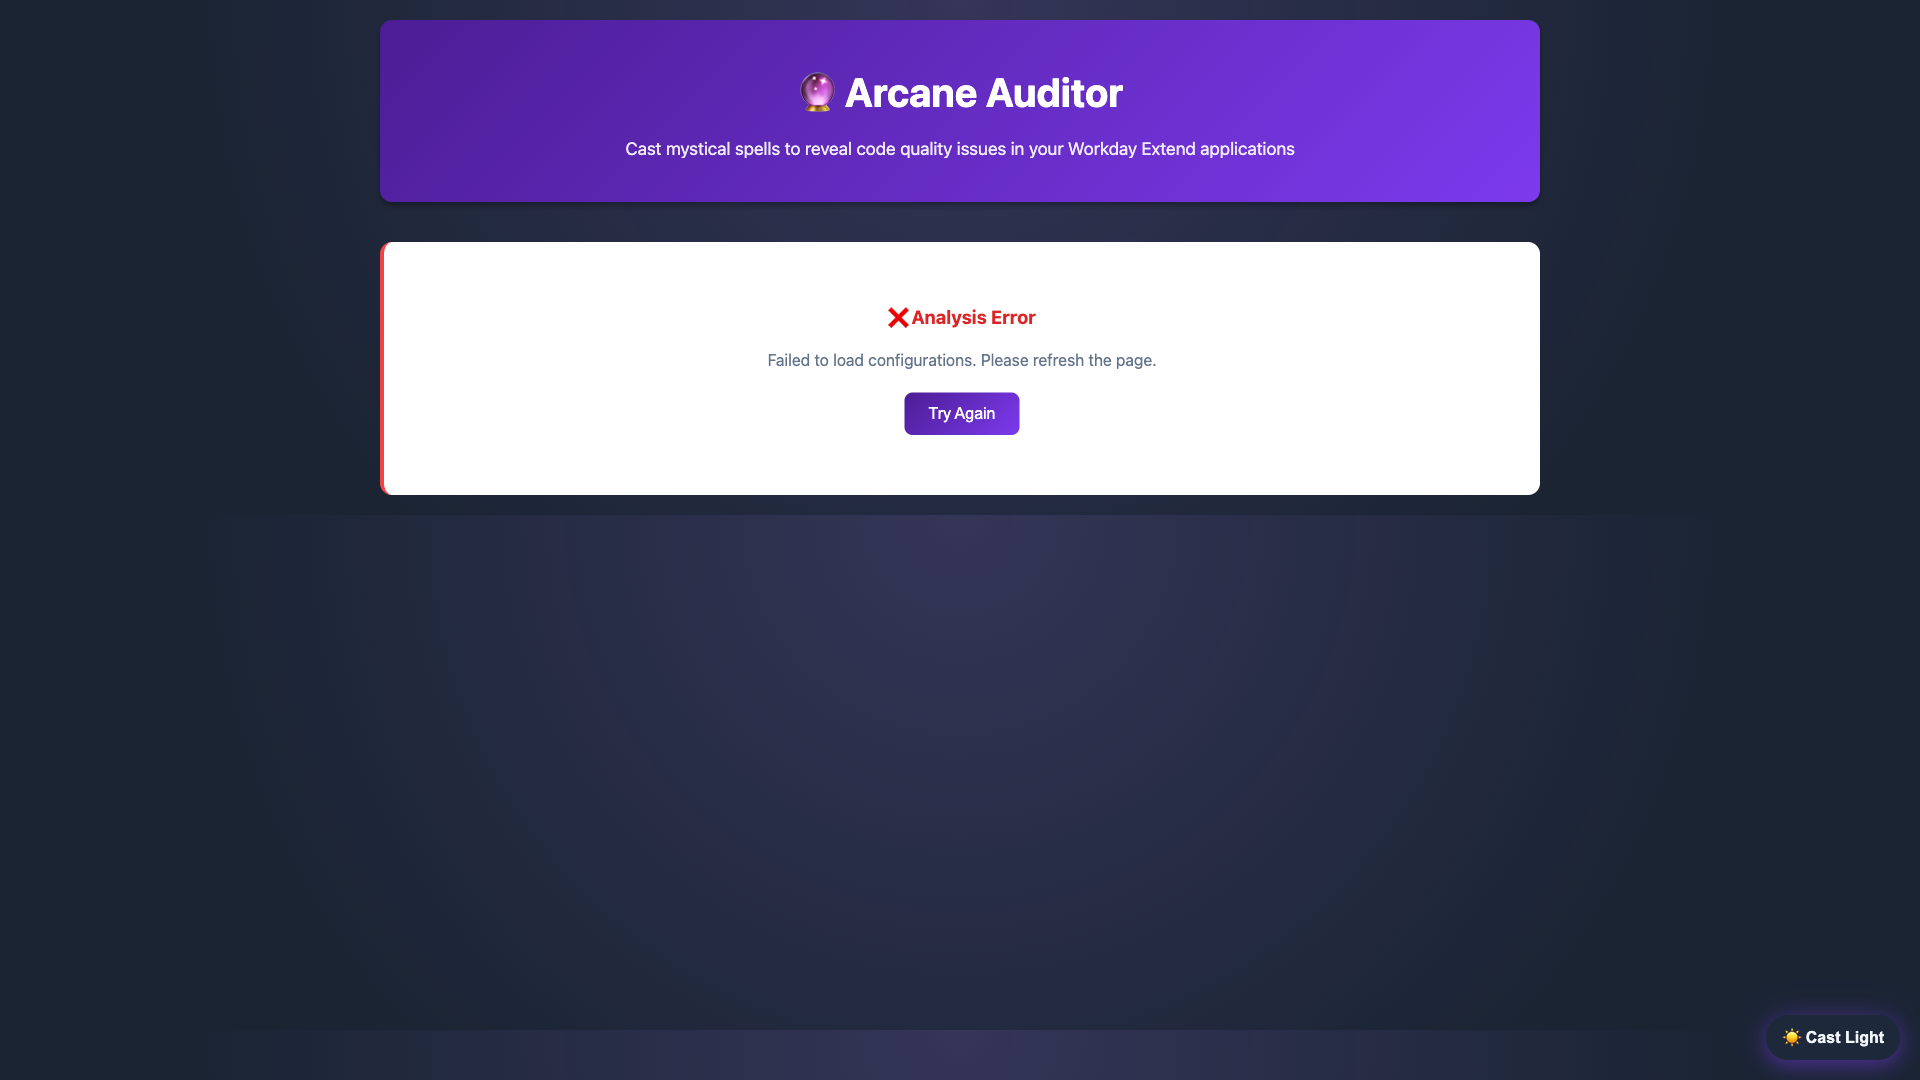 🔮 Arcane Auditor
Cast mystical spells to reveal code quality issues in your Workday Extend applications
❌ Analysis Error
Failed to load configurations. Please refresh the page.
Try Again
☀️ Cast Light